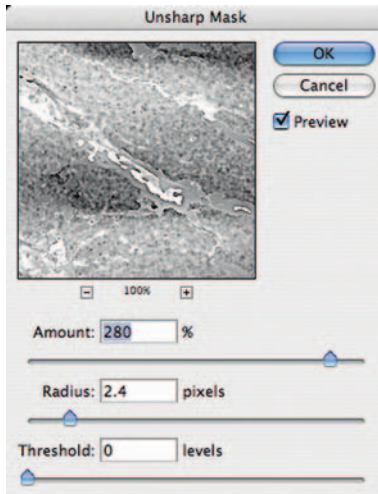 Unsharp Mask
OK
Cancel
Preview
100%
Amount: 280 %
Radius: 2.4 pixels
Threshold: 0 levels